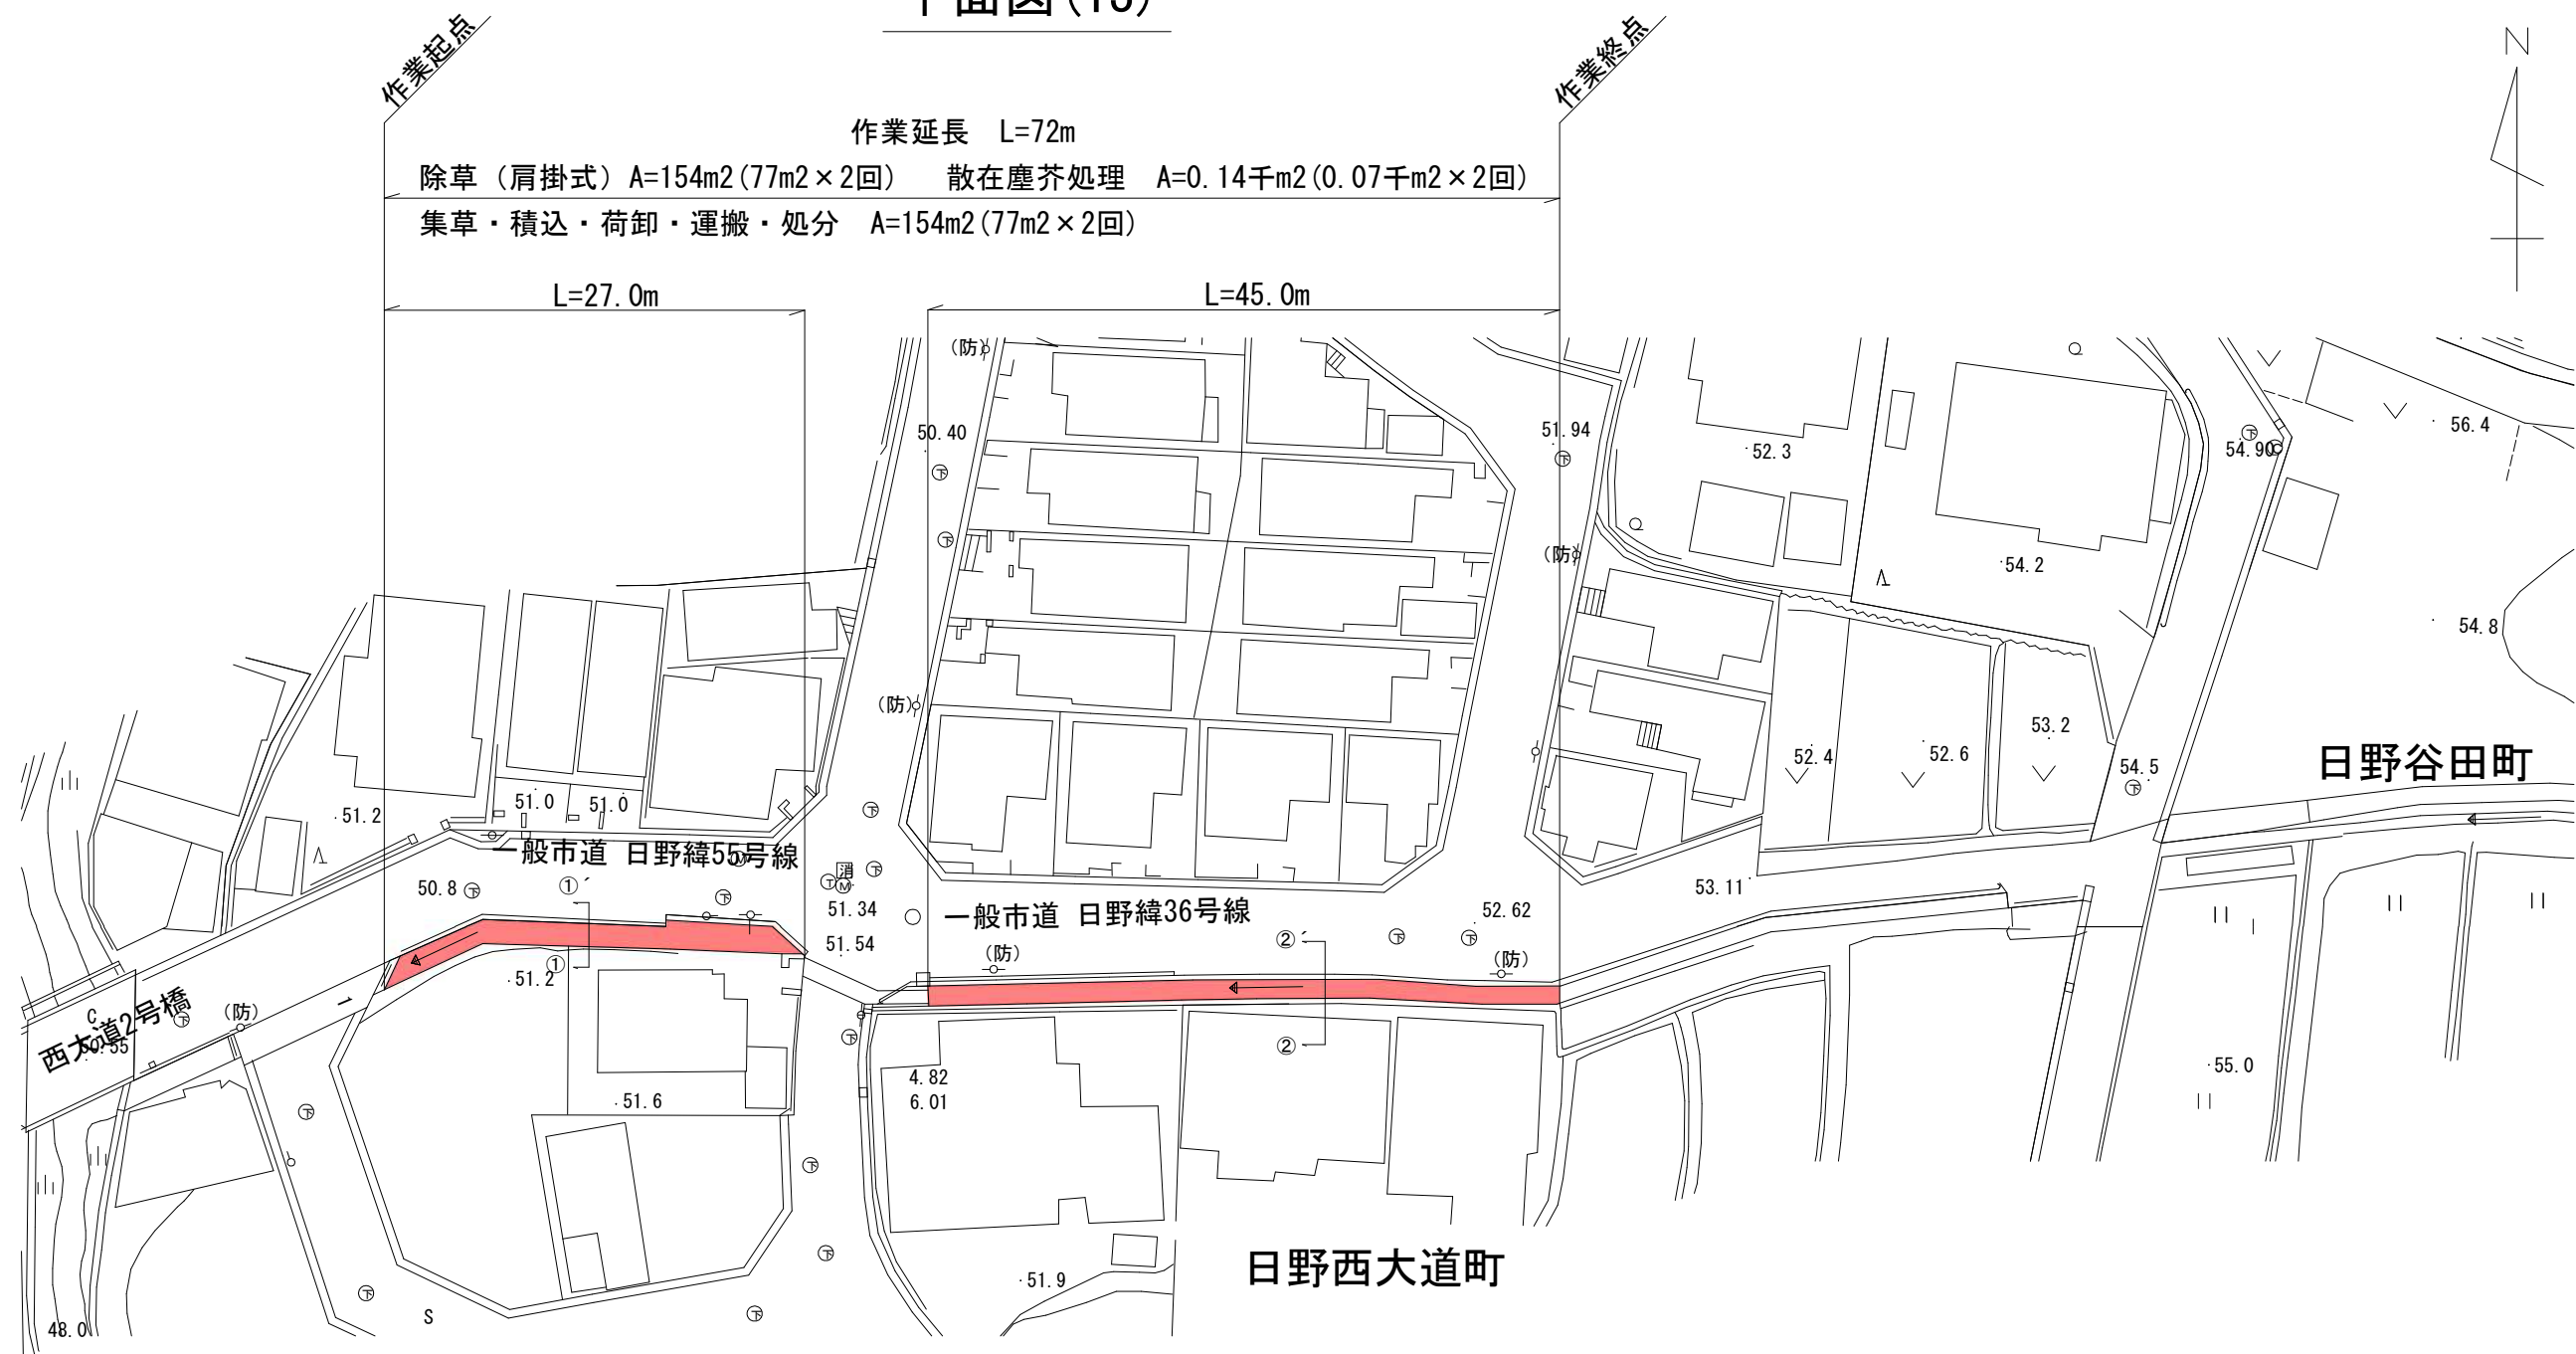 作業起点
作業終点
N
作業延長　L=72m
除草（肩掛式）A=154m2(77m2×2回)　散在塵芥処理　A=0.14千m2(0.07千m2×2回)
集草・積込・荷卸・運搬・処分　A=154m2(77m2×2回)
L=27.0m
L=45.0m
(防)
50.40
51.94
52.3
54.90
56.4
(防)
54.2
54.8
(防)
53.2
52.4
52.6
54.5
日野谷田町
51.2
51.0
51.0
一般市道 日野緯55号線
50.8
①´
消
51.34
一般市道 日野緯36号線
52.62
53.11
51.54
②´
(防)
(防)
①
51.2
西大道2号橋
C
50.55
(防)
②
4.82
6.01
51.6
55.0
51.9
日野西大道町
S
48.0